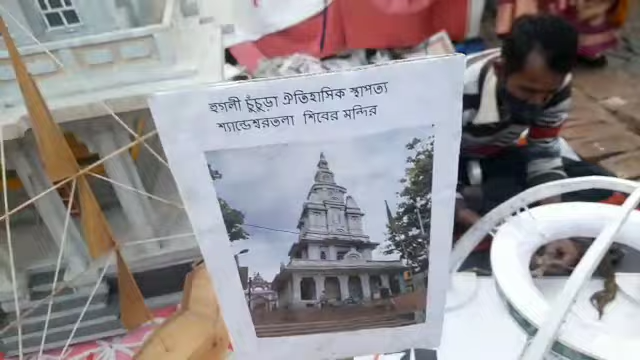 হুগলী চুঁচুড়া ঐতিহাসিক স্থাপত্য
শ্যান্ডেশ্বরতলা শিবের মন্দির